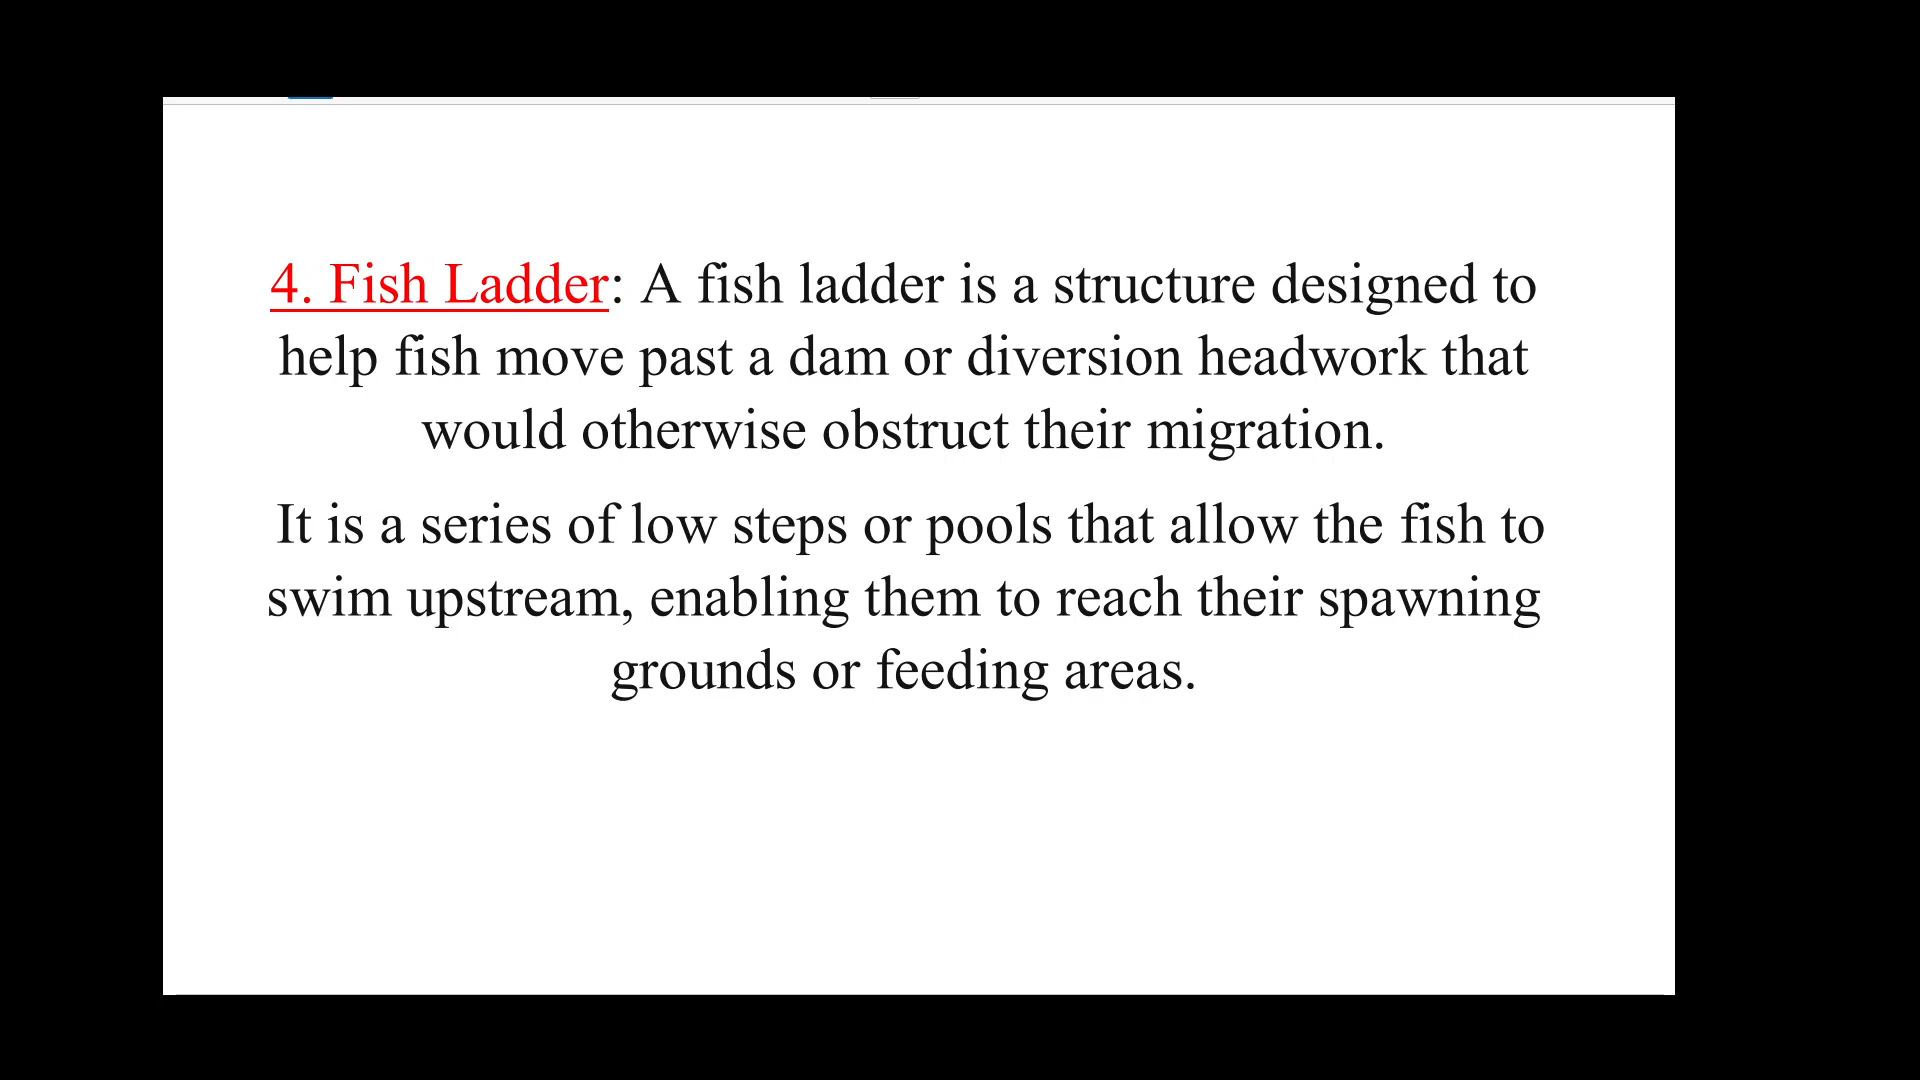 4. Fish Ladder: A fish ladder is a structure designed to
help fish move past a dam or diversion headwork that
would otherwise obstruct their migration.
It is a series of low steps or pools that allow the fish to
swim upstream, enabling them to reach their spawning
grounds or feeding areas.